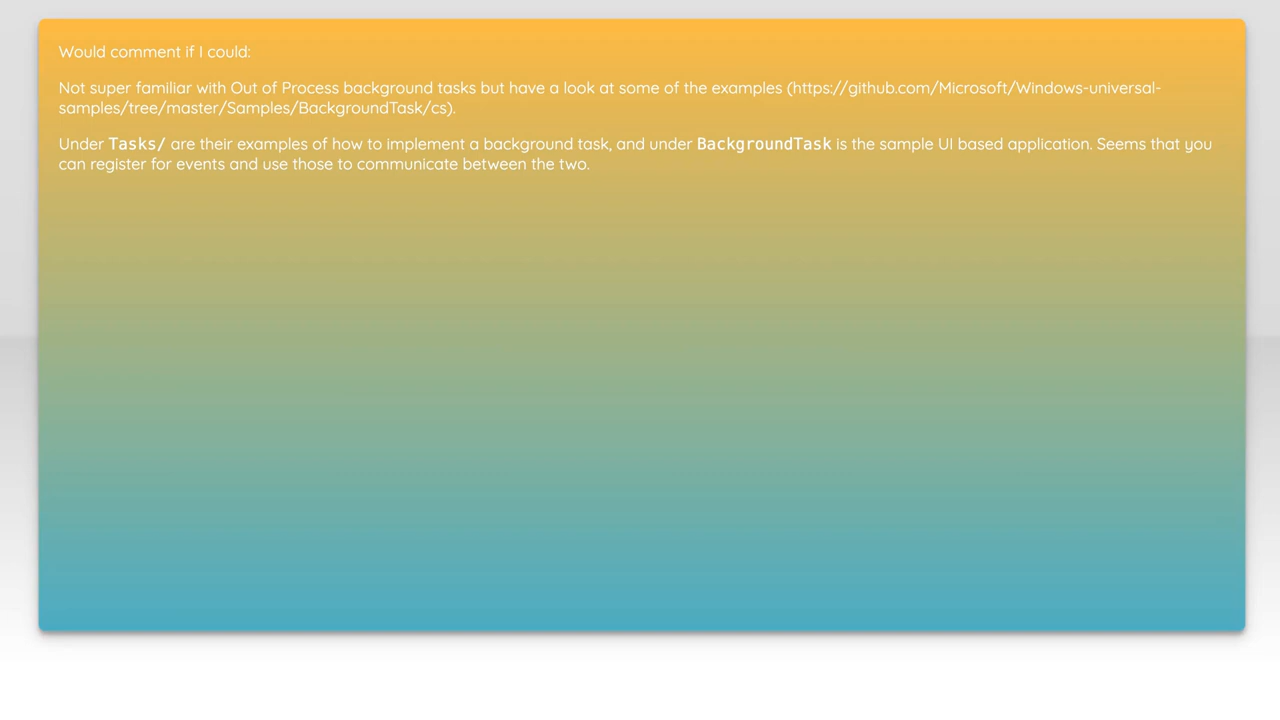 Would comment if I could:
Not super familiar with Out of Process background tasks but have a look at some of the examples (https://github.com/Microsoft/Windows-universal-
samples/tree/master/Samples/BackgroundTask/cs).
Under Tasks/ are their examples of how to implement a background task, and under BackgroundTask is the sample UI based application. Seems that you
can register for events and use those to communicate between the two.